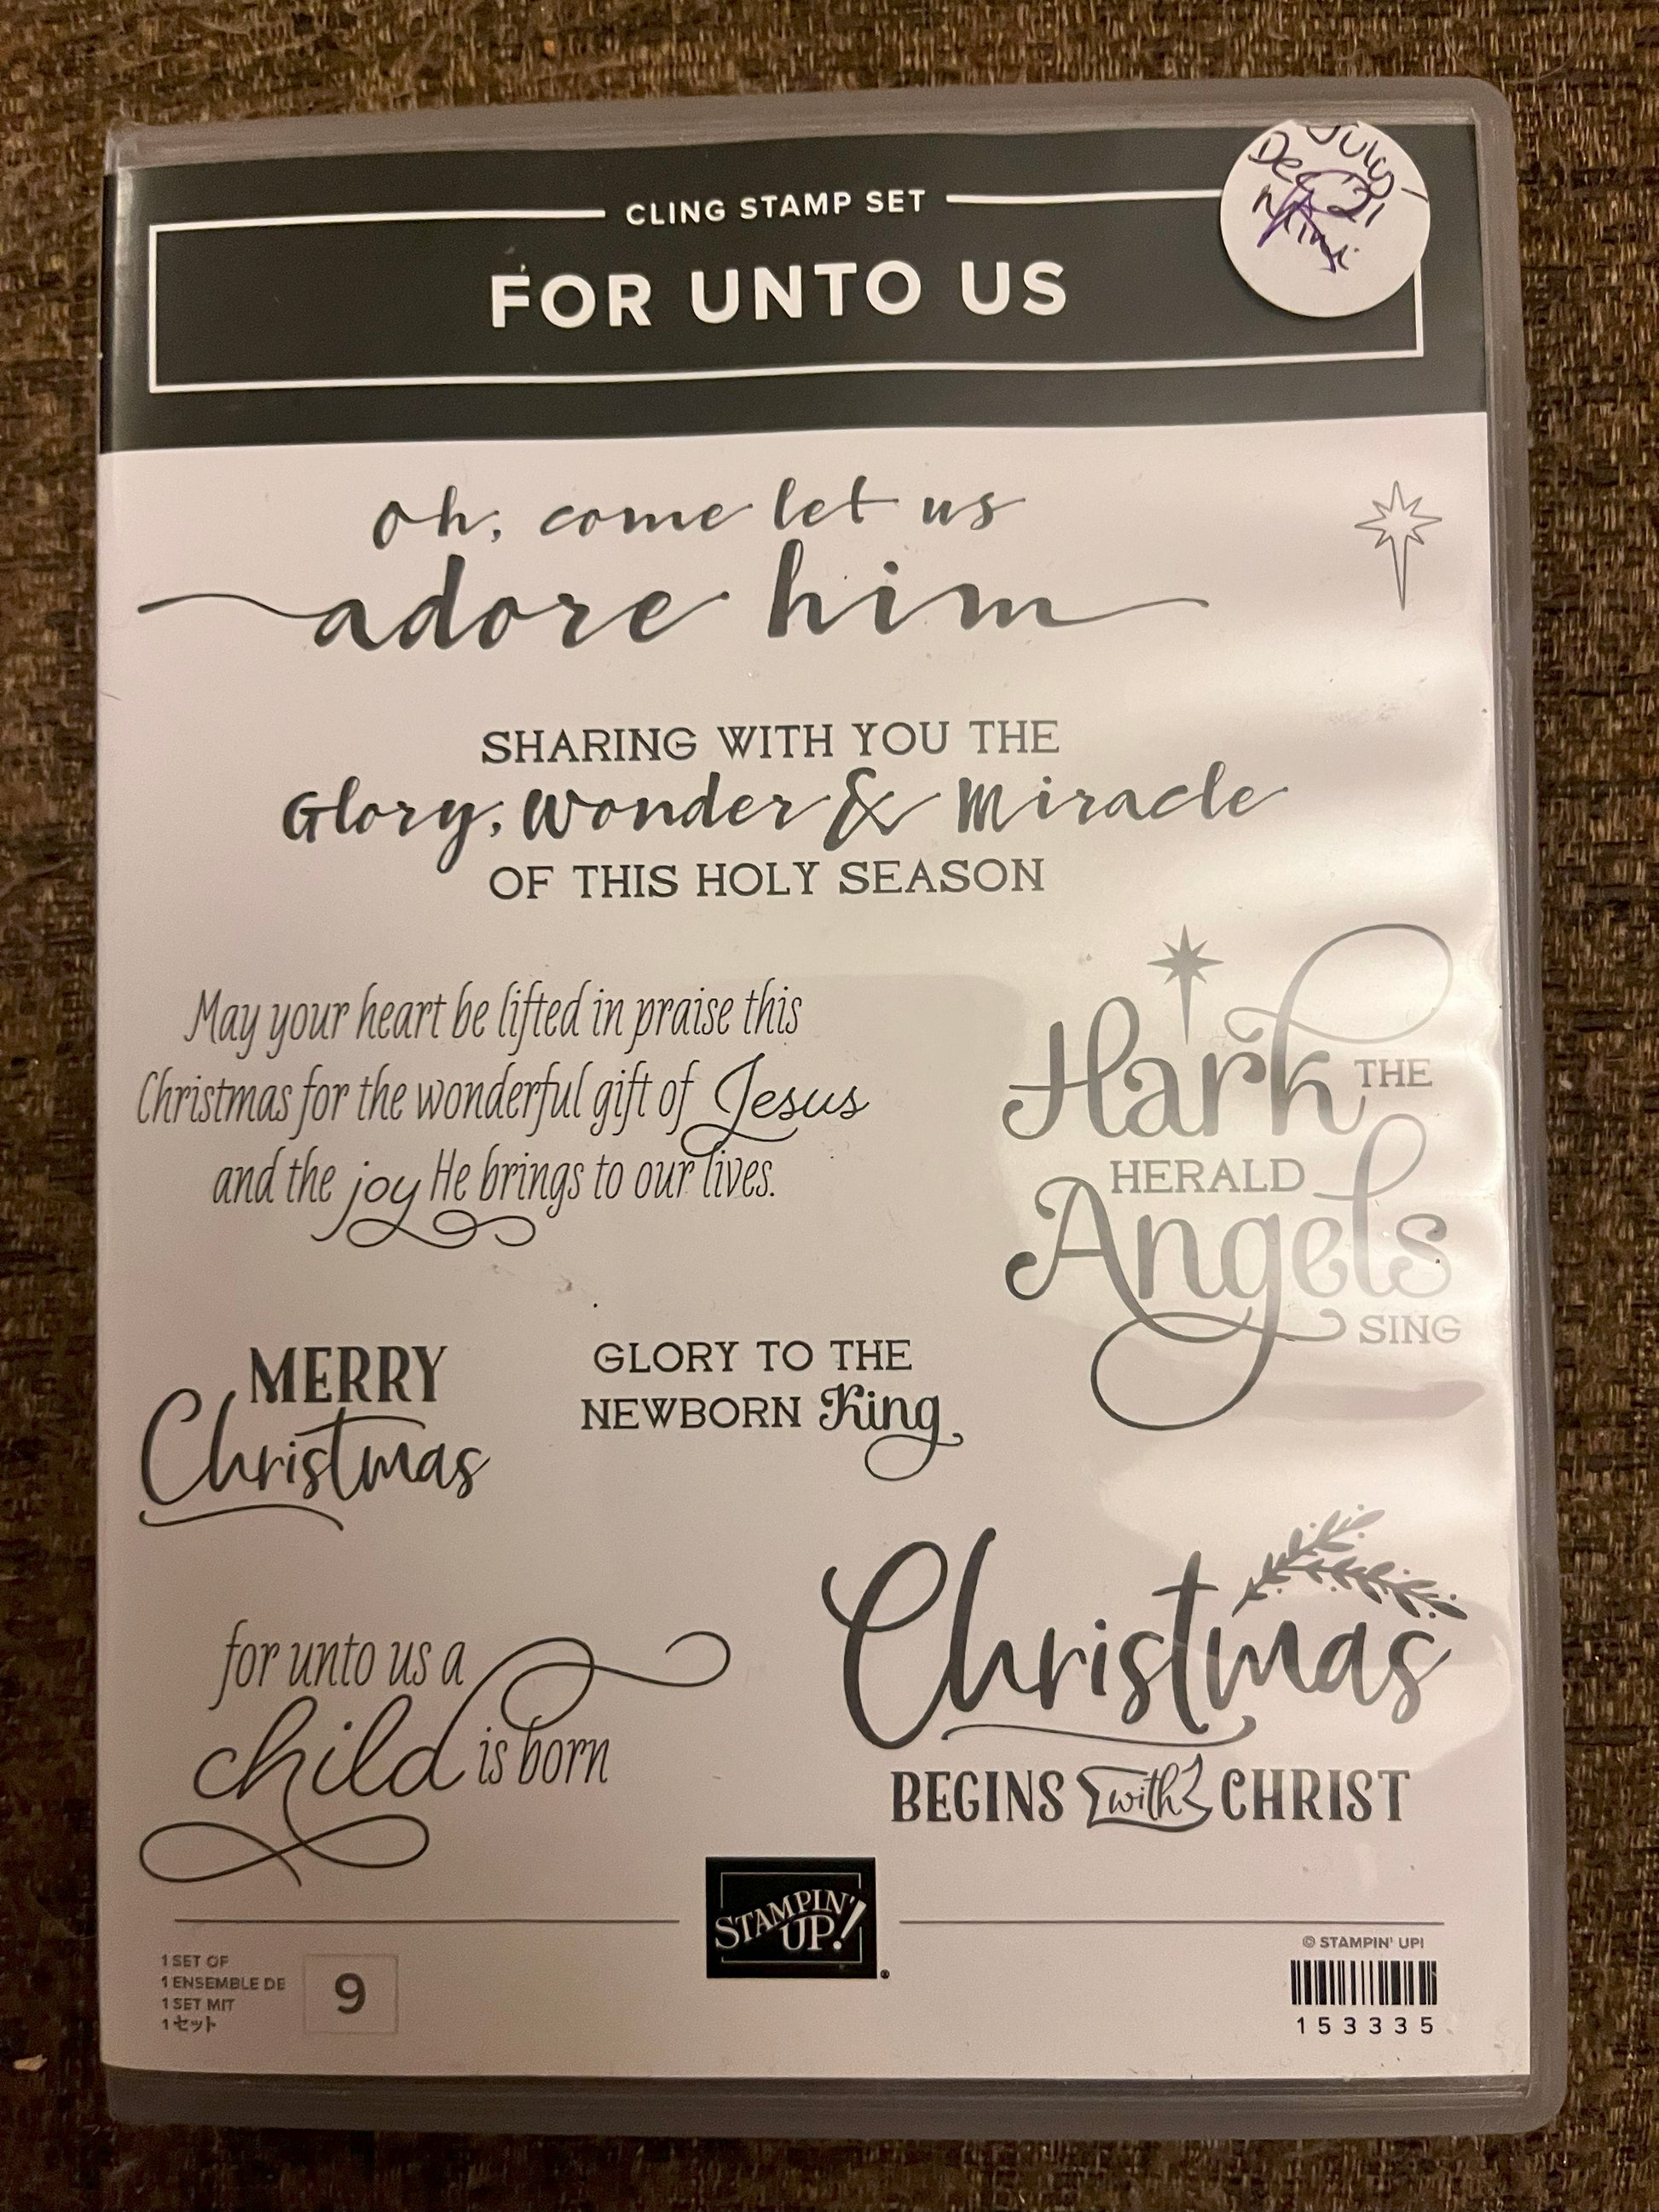 CLING STAMP SET
FOR UNTO US
July-
Dec 21
Mini
oh, come let us
adore him
SHARING WITH YOU THE
Glory, Wonder & Miracle
OF THIS HOLY SEASON
May your heart be lifted in praise this
Christmas for the wonderful gift of Jesus
and the joy He brings to our lives.
Hark THE
HERALD
Angels
SING
MERRY
Christmas
GLORY TO THE
NEWBORN King
for unto us a
child is born
Christmas
BEGINS with CHRIST
STAMPIN'
UP!
®
1 SET OF
1 ENSEMBLE DE
1 SET MIT
1 セット
9
© STAMPIN' UP!
153335